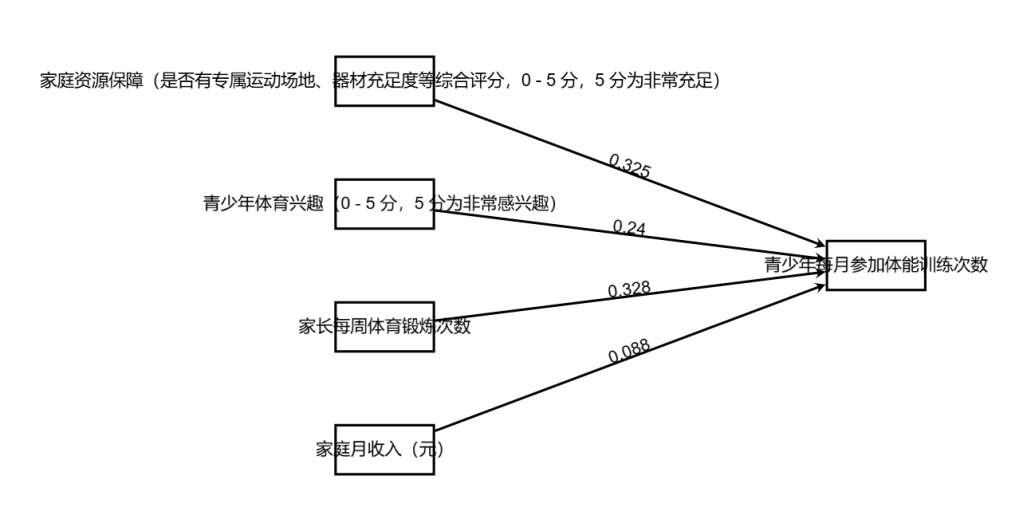 家庭资源保障（是否有专属运动场地、器材充足度等综合评分，0 - 5 分，5 分为非常充足）
0.325
青少年体育兴趣（0 - 5 分，5 分为非常感兴趣）
0.24
青少年每月参加体能训练次数
0.328
家长每周体育锻炼次数
0.088
家庭月收入（元）